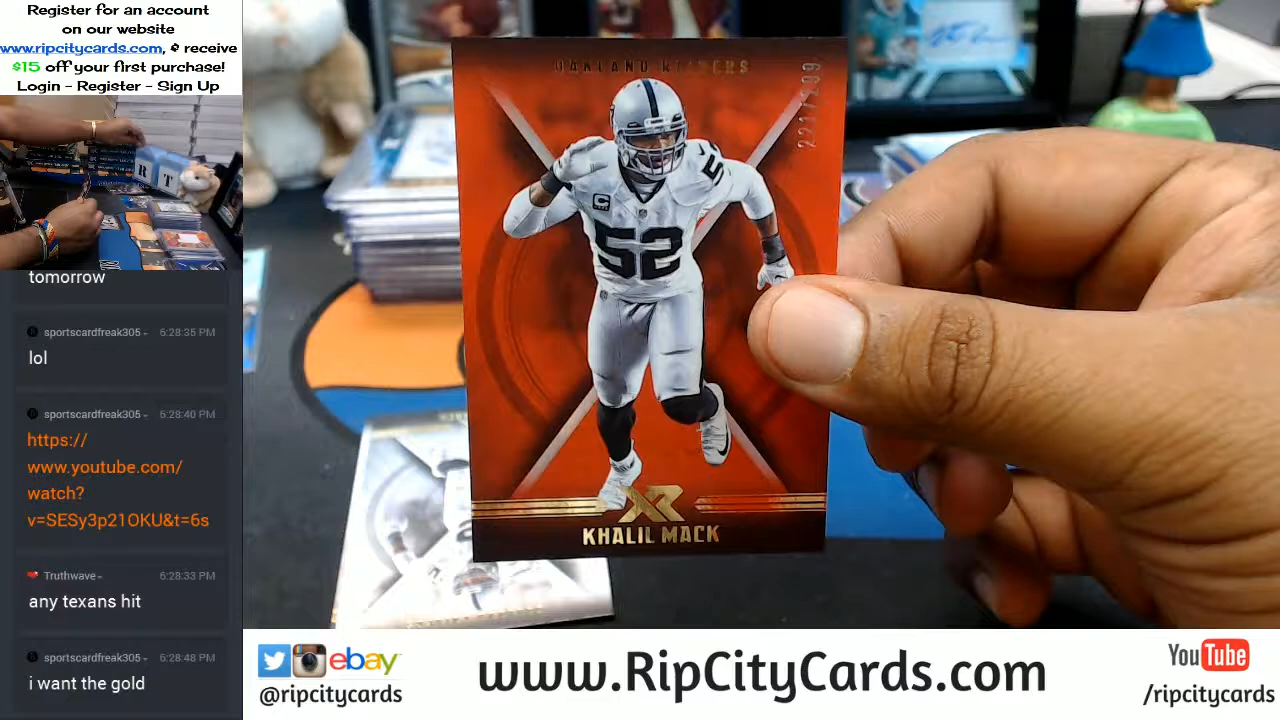 Register for an account
on our website
www.ripcitycards.com, & receive
$15 off your first purchase!
Login - Register - Sign Up
tomorrow
sportscardfreak305
6:28:35 PM
lol
sportscardfreak305
6:28:40 PM
https://
www.youtube.com/
watch?
v=SESy3p21OKU&t=6s
Truthwave
6:28:33 PM
any texans hit
sportscardfreak305
6:28:48 PM
i want the gold
OAKLAND RAIDERS
52
C
XR
KHALIL MACK
R T
ebay
@ripcitycards
www.RipCityCards.com
YouTube
/ripcitycards